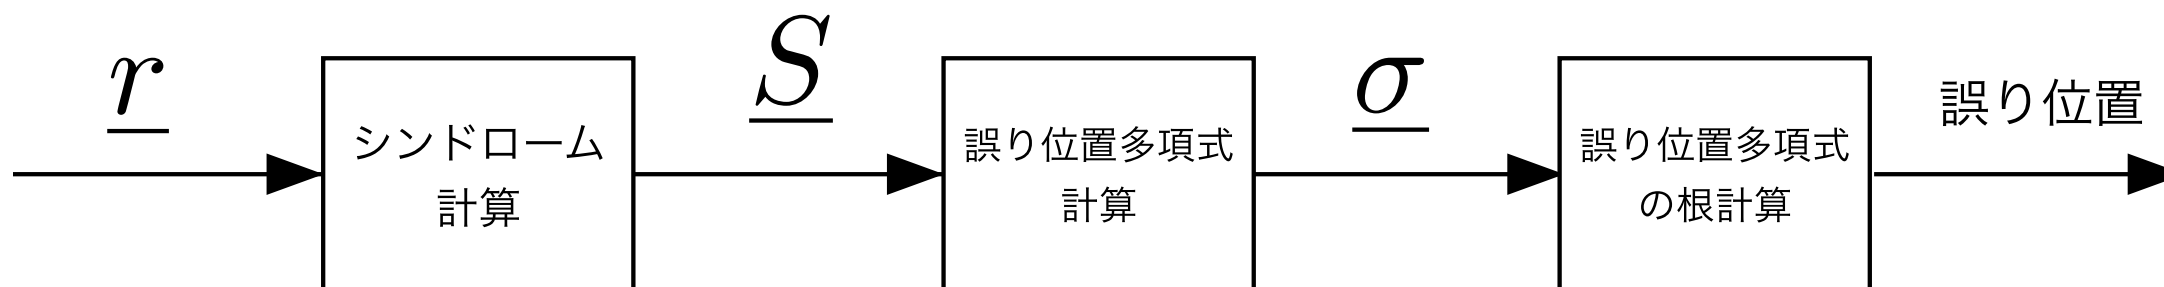 r
シンドローム
計算
S
誤り位置多項式
計算
σ
誤り位置多項式
の根計算
誤り位置